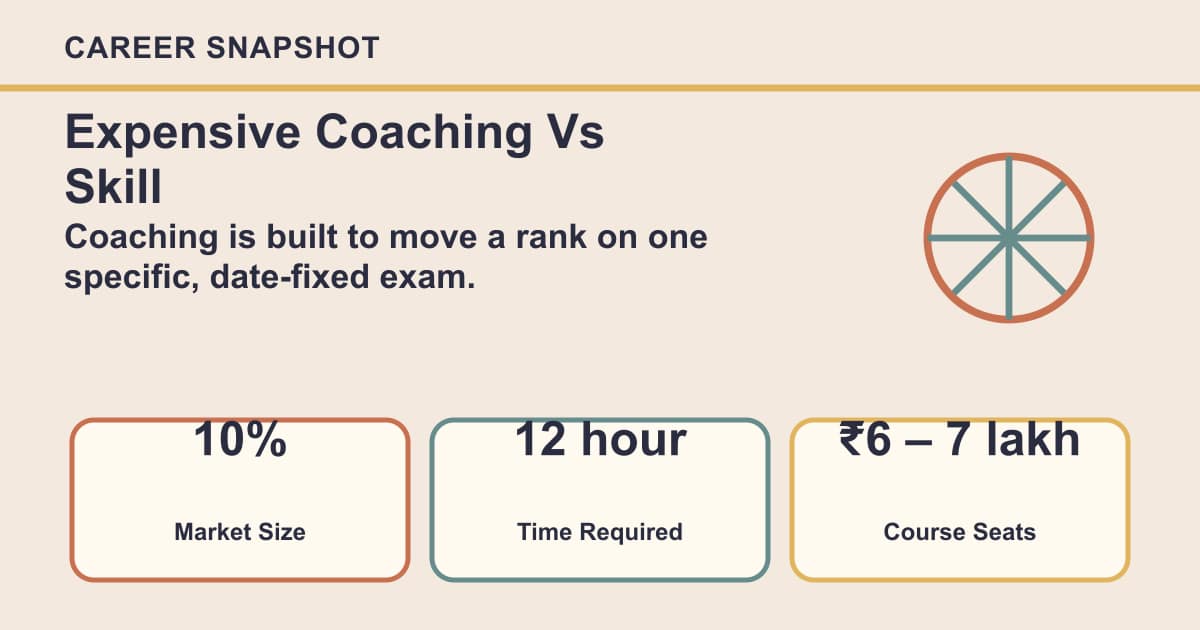 CAREER SNAPSHOT
Expensive Coaching Vs
Skill
Coaching is built to move a rank on one
specific, date-fixed exam.
10%
12 hour
₹6 – 7 lakh
Market Size
Time Required
Course Seats